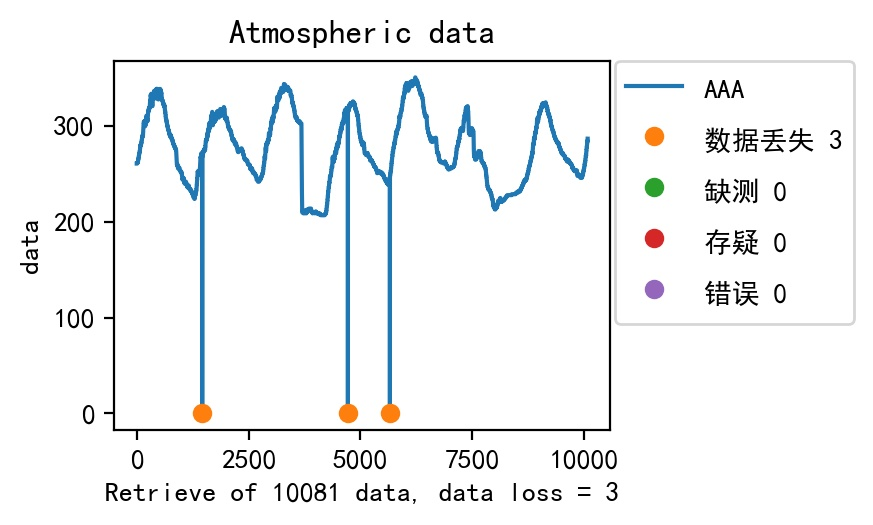 Atmospheric data
AAA
数据丢失 3
缺测 0
存疑 0
错误 0
data
300
200
100
0
0 2500 5000 7500 10000
Retrieve of 10081 data, data loss = 3